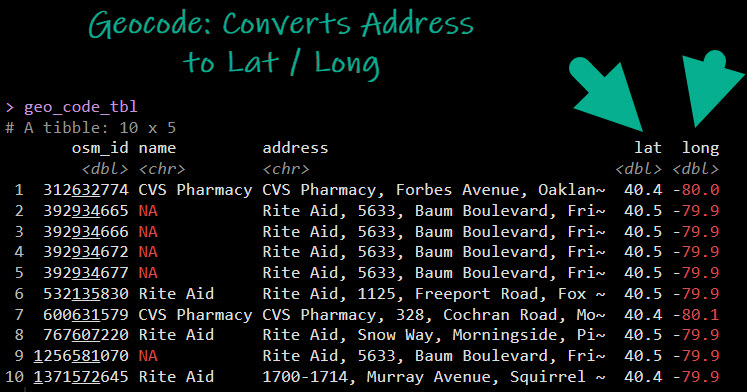 Geocode: Converts Address
to Lat / Long
> geo_code_tbl
# A tibble: 10 x 5
osm_id name address lat long
<dbl> <chr> <chr> <dbl> <dbl>
1 312632774 CVS Pharmacy CVS Pharmacy, Forbes Avenue, Oaklan~ 40.4 -80.0
2 392934665 NA Rite Aid, 5633, Baum Boulevard, Fri~ 40.5 -79.9
3 392934666 NA Rite Aid, 5633, Baum Boulevard, Fri~ 40.5 -79.9
4 392934672 NA Rite Aid, 5633, Baum Boulevard, Fri~ 40.5 -79.9
5 392934677 NA Rite Aid, 5633, Baum Boulevard, Fri~ 40.5 -79.9
6 532135830 Rite Aid Rite Aid, 1125, Freeport Road, Fox ~ 40.5 -79.9
7 600631579 CVS Pharmacy CVS Pharmacy, 328, Cochran Road, Mo~ 40.4 -80.1
8 767607220 Rite Aid Rite Aid, Snow Way, Morningside, Pi~ 40.5 -79.9
9 1256581070 NA Rite Aid, 5633, Baum Boulevard, Fri~ 40.5 -79.9
10 1371572645 Rite Aid 1700-1714, Murray Avenue, Squirrel ~ 40.4 -79.9